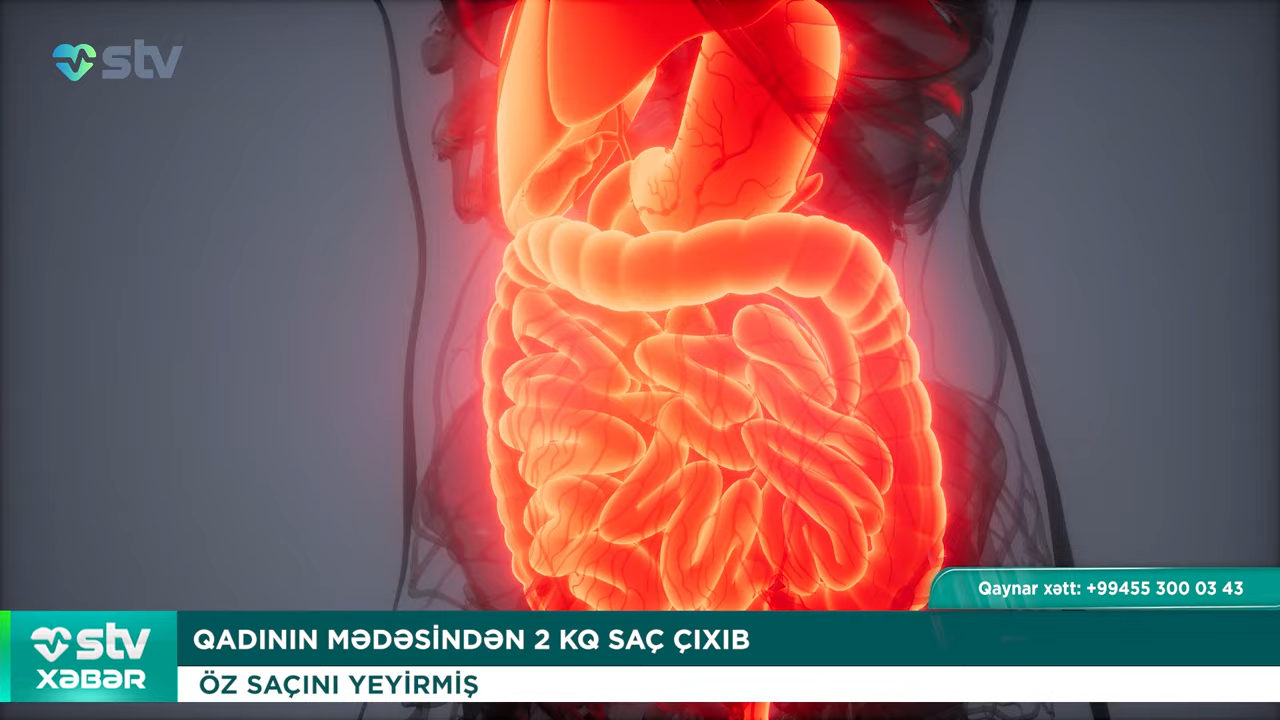 stv
Qaynar xətt: +99455 300 03 43
stv
XƏBƏR
QADININ MƏDƏSİNDƏN 2 KQ SAÇ ÇIXIB
ÖZ SAÇINI YEYİRMİŞ